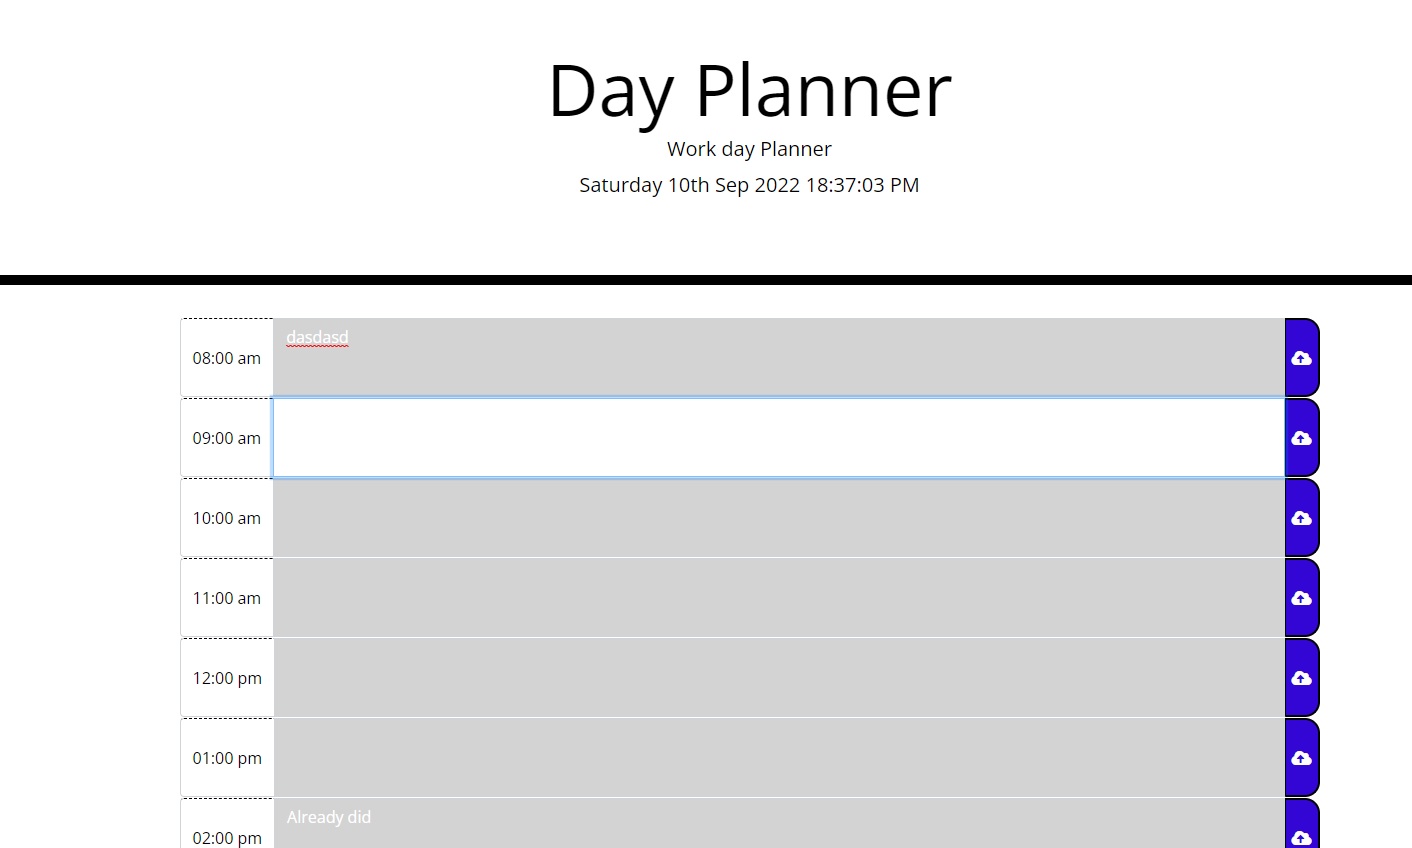 Day Planner
Work day Planner
Saturday 10th Sep 2022 18:37:03 PM
08:00 am
dasdasd
09:00 am
10:00 am
11:00 am
12:00 pm
01:00 pm
02:00 pm
Already did